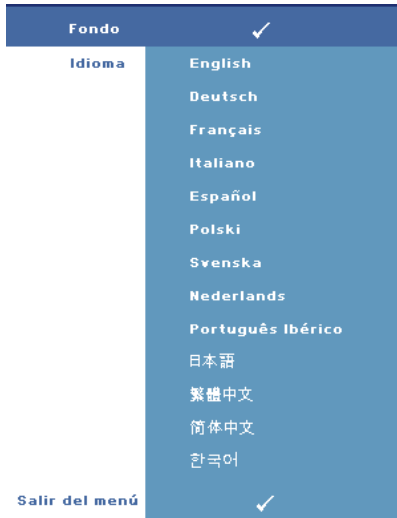 Fondo
Idioma English
Deutsch
Français
Italiano
Español
Polski
Svenska
Nederlands
Português Ibérico
日本語
繁體中文
简体中文
한국어
Salir del menú